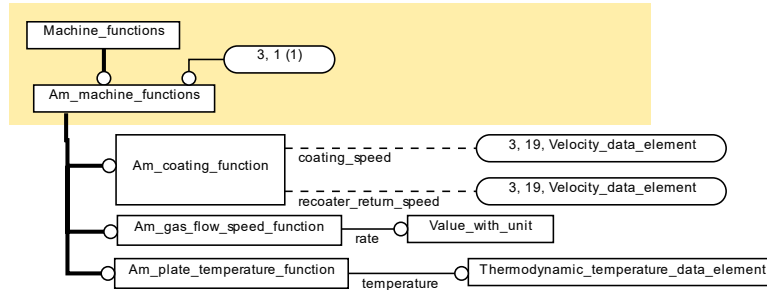 Machine_functions
3, 1 (1)
Am_machine_functions
Am_coating_function
coating_speed
3, 19, Velocity_data_element
recoater_return_speed
3, 19, Velocity_data_element
Am_gas_flow_speed_function
rate
Value_with_unit
Am_plate_temperature_function
temperature
Thermodynamic_temperature_data_element